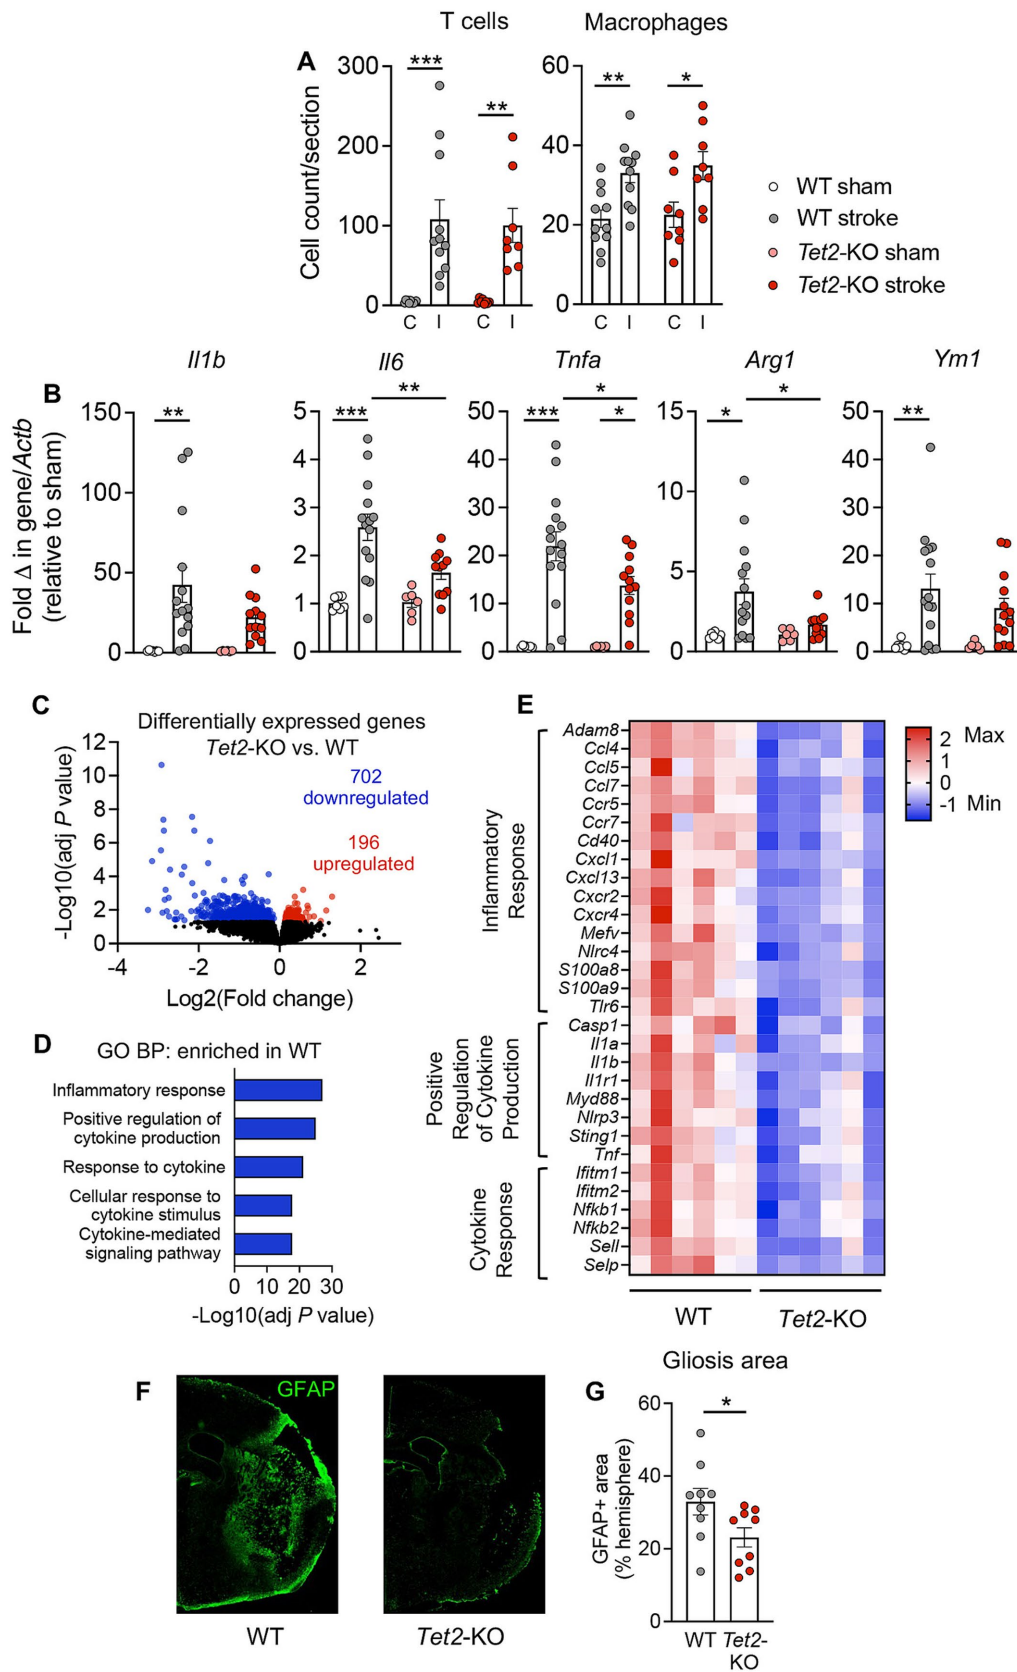 T cells
Macrophages
A
Cell count/section
300
200
100
0
***
**
C
I
C
I
60
40
20
0
**
*
C
I
C
I
WT sham
WT stroke
Tet2-KO sham
Tet2-KO stroke
B
Fold Δ in gene/Actb
(relative to sham)
Il1b
150
100
50
0
**
Il6
5
4
3
2
1
0
***
**
Tnfa
50
40
30
20
10
0
***
*
*
Arg1
15
10
5
0
*
*
Ym1
50
40
30
20
10
0
**
C
Differentially expressed genes
Tet2-KO vs. WT
-Log10(adj P value)
12
10
8
6
4
2
0
702
downregulated
196
upregulated
-4
-2
0
2
Log2(Fold change)
D
GO BP: enriched in WT
Inflammatory response
Positive regulation of
cytokine production
Response to cytokine
Cellular response to
cytokine stimulus
Cytokine-mediated
signaling pathway
0
10
20
30
-Log10(adj P value)
E
Inflammatory
Response
Adam8
Ccl4
Ccl5
Ccl7
Ccr5
Ccr7
Cd40
Cxcl1
Cxcl13
Cxcr2
Cxcr4
Mefv
Nlrc4
S100a8
S100a9
Tlr6
Positive
Regulation
of Cytokine
Production
Casp1
Il1a
Il1b
Il1r1
Myd88
Nlrp3
Sting1
Tnf
Cytokine
Response
Ifitm1
Ifitm2
Nfkb1
Nfkb2
Sell
Selp
2
0
-1
Max
Min
WT
Tet2-KO
F
GFAP
WT
Tet2-KO
G
Gliosis area
GFAP+ area
(% hemisphere)
60
40
20
0
*
WT
Tet2-
KO